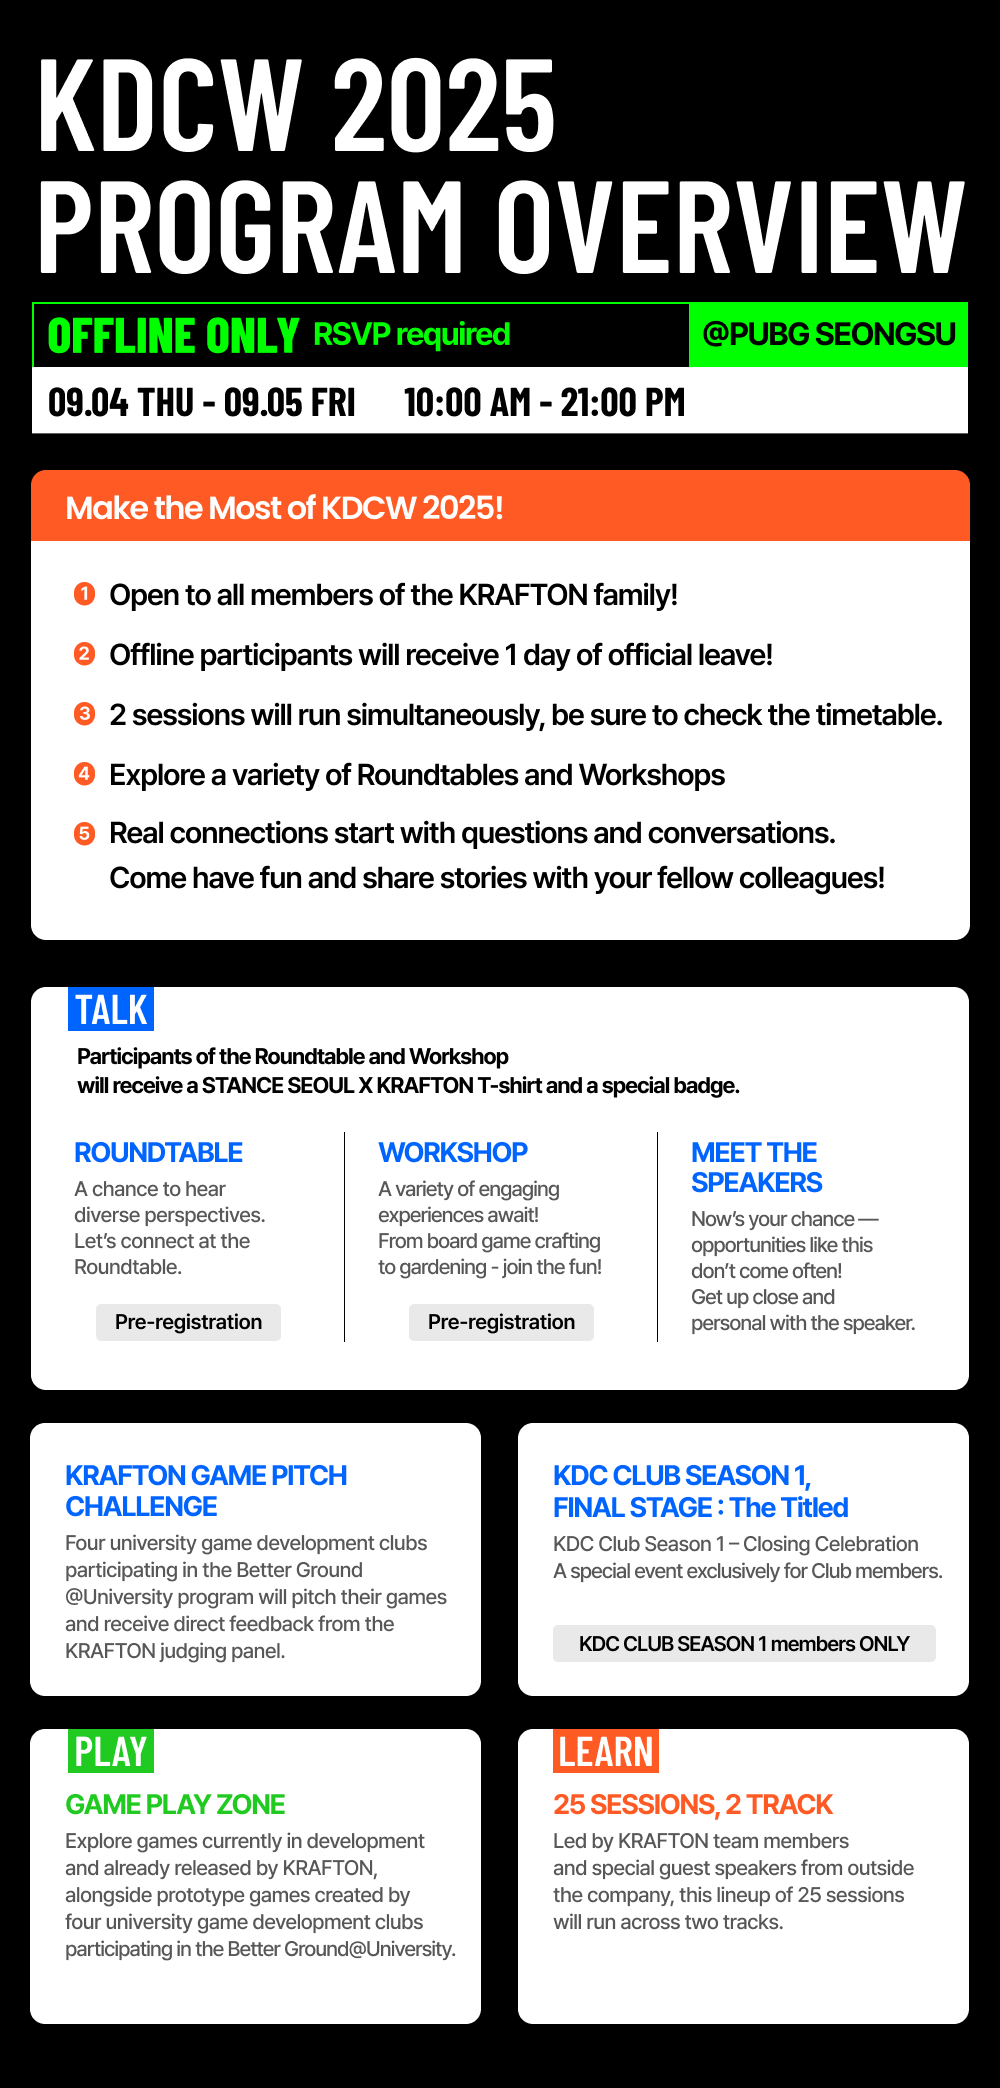 KDCW 2025
PROGRAM OVERVIEW
OFFLINE ONLY RSVP required @PUBG SEONGSU
09.04 THU - 09.05 FRI 10:00 AM - 21:00 PM
Make the Most of KDCW 2025!
1 Open to all members of the KRAFTON family!
2 Offline participants will receive 1 day of official leave!
3 2 sessions will run simultaneously, be sure to check the timetable.
4 Explore a variety of Roundtables and Workshops
5 Real connections start with questions and conversations.
Come have fun and share stories with your fellow colleagues!
TALK
Participants of the Roundtable and Workshop
will receive a STANCE SEOUL X KRAFTON T-shirt and a special badge.
ROUNDTABLE
A chance to hear
diverse perspectives.
Let's connect at the
Roundtable.
Pre-registration
WORKSHOP
A variety of engaging
experiences await!
From board game crafting
to gardening - join the fun!
Pre-registration
MEET THE
SPEAKERS
Now's your chance —
opportunities like this
don't come often!
Get up close and
personal with the speaker.
KRAFTON GAME PITCH
CHALLENGE
Four university game development clubs
participating in the Better Ground
@University program will pitch their games
and receive direct feedback from the
KRAFTON judging panel.
KDC CLUB SEASON 1,
FINAL STAGE : The Titled
KDC Club Season 1 – Closing Celebration
A special event exclusively for Club members.
KDC CLUB SEASON 1 members ONLY
PLAY
GAME PLAY ZONE
Explore games currently in development
and already released by KRAFTON,
alongside prototype games created by
four university game development clubs
participating in the Better Ground@University.
LEARN
25 SESSIONS, 2 TRACK
Led by KRAFTON team members
and special guest speakers from outside
the company, this lineup of 25 sessions
will run across two tracks.